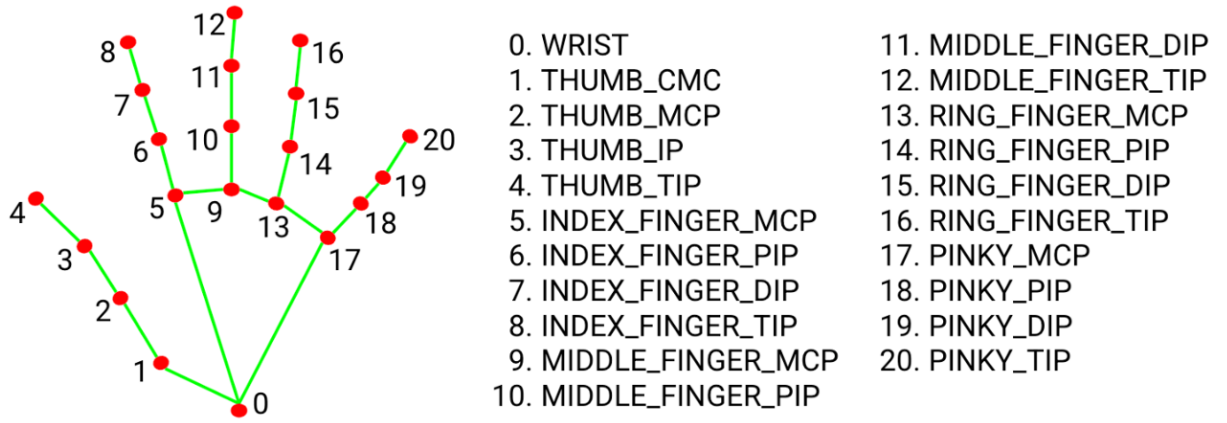 12
8
16
11
7
15
10
6
14
20
19
4
5
9
13
18
3
17
2
1
0
0. WRIST
1. THUMB_CMC
2. THUMB_MCP
3. THUMB_IP
4. THUMB_TIP
5. INDEX_FINGER_MCP
6. INDEX_FINGER_PIP
7. INDEX_FINGER_DIP
8. INDEX_FINGER_TIP
9. MIDDLE_FINGER_MCP
10. MIDDLE_FINGER_PIP
11. MIDDLE_FINGER_DIP
12. MIDDLE_FINGER_TIP
13. RING_FINGER_MCP
14. RING_FINGER_PIP
15. RING_FINGER_DIP
16. RING_FINGER_TIP
17. PINKY_MCP
18. PINKY_PIP
19. PINKY_DIP
20. PINKY_TIP